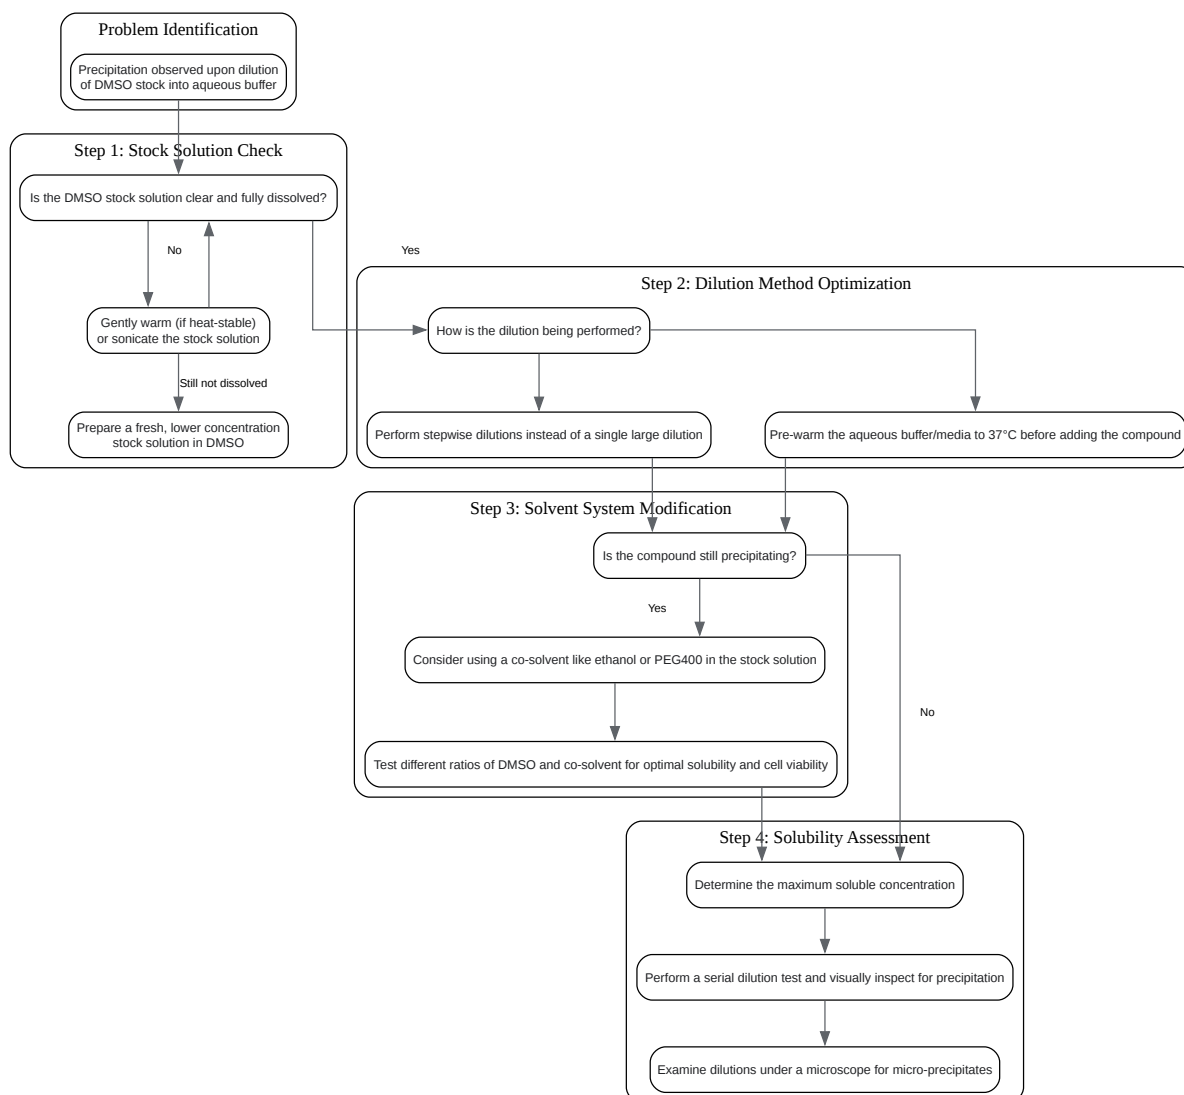 Problem Identification
Precipitation observed upon dilution
of DMSO stock into aqueous buffer
Step 1: Stock Solution Check
Is the DMSO stock solution clear and fully dissolved?
No
Yes
Gently warm (if heat-stable)
or sonicate the stock solution
Still not dissolved
Prepare a fresh, lower concentration
stock solution in DMSO
Step 2: Dilution Method Optimization
How is the dilution being performed?
Perform stepwise dilutions instead of a single large dilution
Pre-warm the aqueous buffer/media to 37°C before adding the compound
Step 3: Solvent System Modification
Is the compound still precipitating?
Yes
Consider using a co-solvent like ethanol or PEG400 in the stock solution
No
Test different ratios of DMSO and co-solvent for optimal solubility and cell viability
Step 4: Solubility Assessment
Determine the maximum soluble concentration
Perform a serial dilution test and visually inspect for precipitation
Examine dilutions under a microscope for micro-precipitates